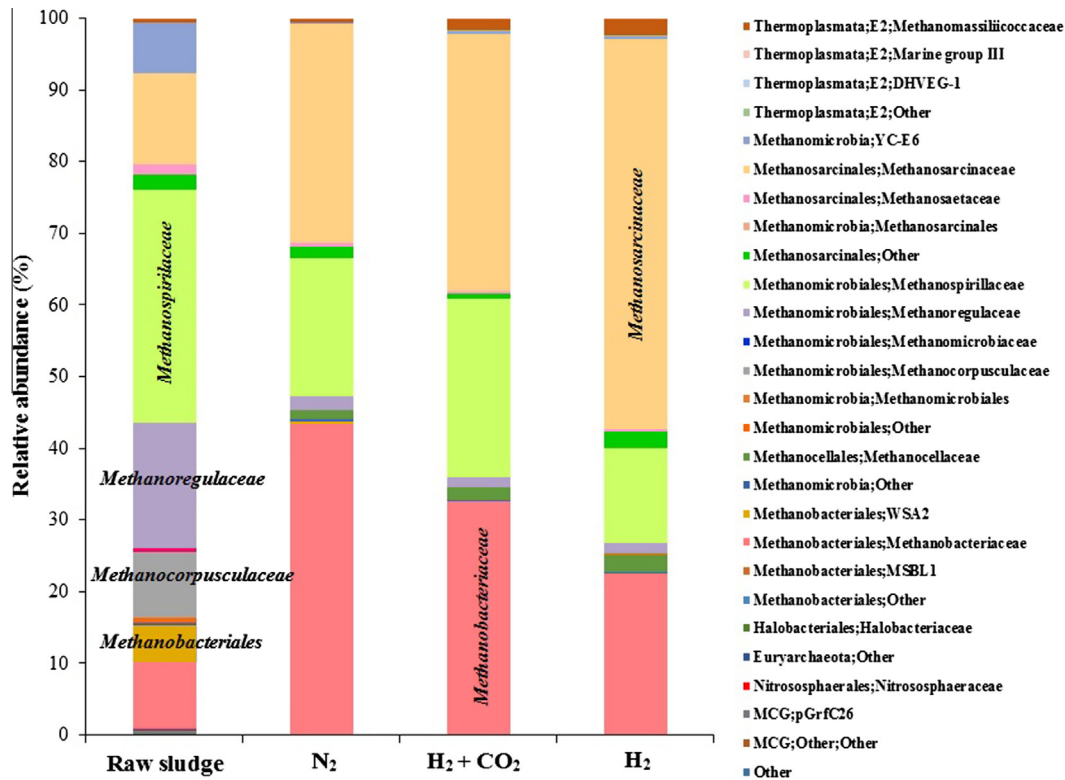 Relative abundance (%)
100
90
80
70
60
50
40
30
20
10
0
Methanospirilaceae
Methanoregulaceae
Methanocorpusculaceae
Methanobacteriales
Methanobacteriaceae
Methanosarcinaceae
Raw sludge
N₂
H₂ + CO₂
H₂
Thermoplasmata;E2;Methanomassiliicoccaceae
Thermoplasmata;E2;Marine group III
Thermoplasmata;E2;DHVEG-1
Thermoplasmata;E2;Other
Methanomicrobia;YC-E6
Methanosarcinales;Methanosarcinaceae
Methanosarcinales;Methanosaetaceae
Methanomicrobia;Methanosarcinales
Methanosarcinales;Other
Methanomicrobiales;Methanospirillaceae
Methanomicrobiales;Methanoregulaceae
Methanomicrobiales;Methanomicrobiaceae
Methanomicrobiales;Methanocorpusculaceae
Methanomicrobia;Methanomicrobiales
Methanomicrobiales;Other
Methanocellales;Methanocellaceae
Methanomicrobia;Other
Methanobacteriales;WSA2
Methanobacteriales;Methanobacteriaceae
Methanobacteriales;MSBL1
Methanobacteriales;Other
Halobacteriales;Halobacteriaceae
Euryarchaeota;Other
Nitrososphaerales;Nitrososphaeraceae
MCG;pGrfC26
MCG;Other;Other
Other